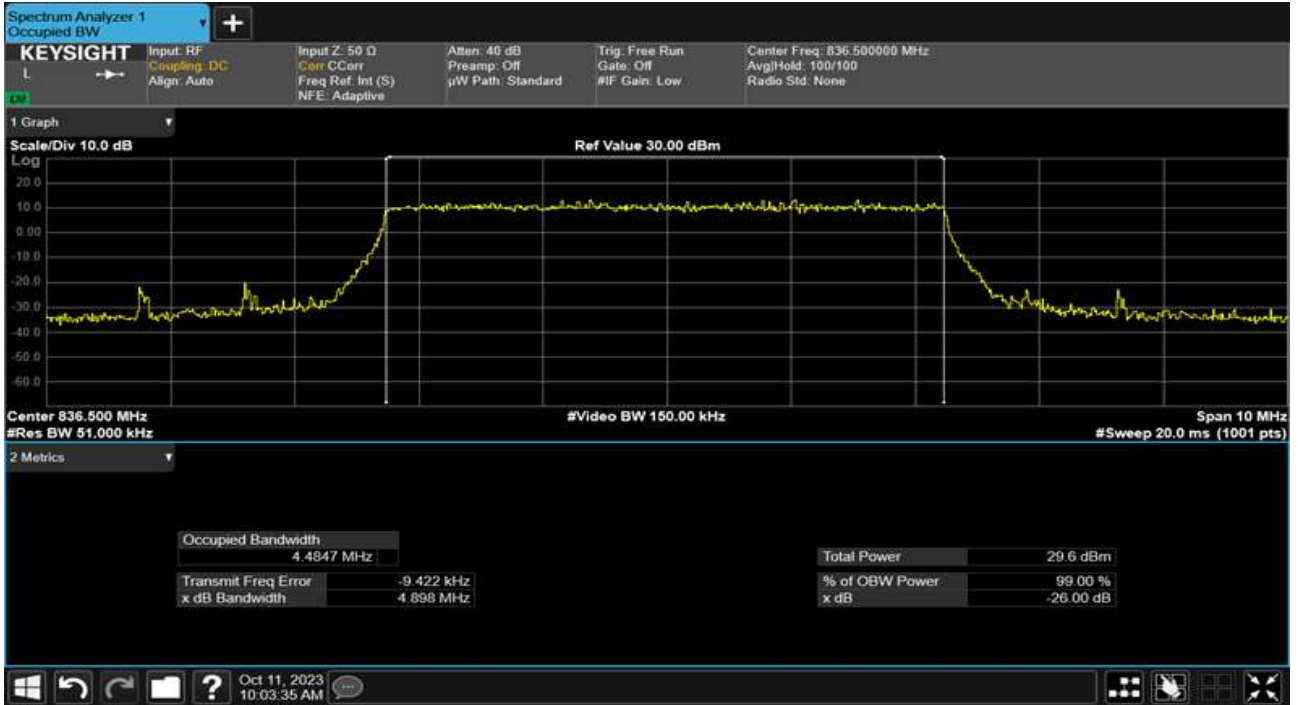 Spectrum Analyzer 1
Occupied BW
KEYSIGHT
L
Input: RF
Coupling: DC
Align: Auto
Input Z: 50 Ω
Corr CCorr
Freq Ref: Int (S)
NFE: Adaptive
Atten: 40 dB
Preamp: Off
µW Path: Standard
Trig: Free Run
Gate: Off
#IF Gain: Low
Center Freq: 836.500000 MHz
Avg|Hold: 100/100
Radio Std: None
1 Graph
Scale/Div 10.0 dB
Ref Value 30.00 dBm
Log
20.0
10.0
0.00
-10.0
-20.0
-30.0
-40.0
-50.0
-60.0
Center 836.500 MHz
#Video BW 150.00 kHz
Span 10 MHz
#Res BW 51.000 kHz
#Sweep 20.0 ms (1001 pts)
2 Metrics
Occupied Bandwidth
4.4847 MHz
Total Power 29.6 dBm
Transmit Freq Error -9.422 kHz
% of OBW Power 99.00 %
x dB Bandwidth 4.898 MHz
x dB -26.00 dB
?
Oct 11, 2023
10:03:35 AM